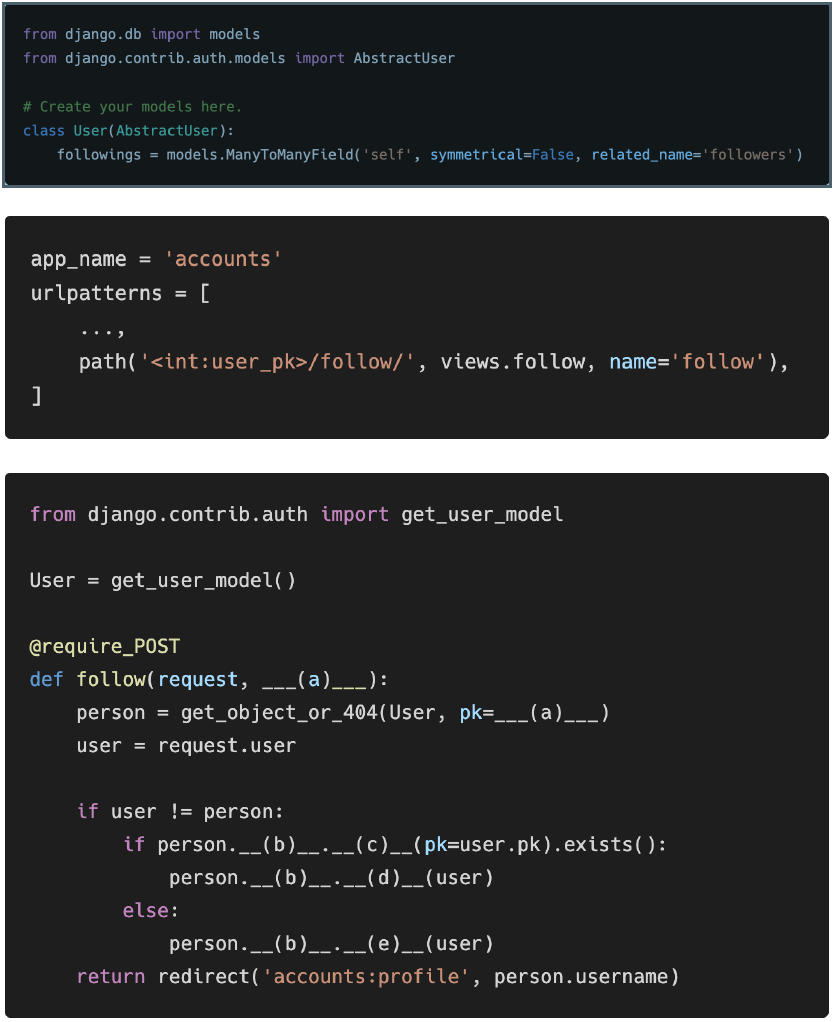 from django.db import models
from django.contrib.auth.models import AbstractUser
# Create your models here.
class User(AbstractUser):
    followings = models.ManyToManyField('self', symmetrical=False, related_name='followers')
app_name = 'accounts'
urlpatterns = [
    ...,
    path('<int:user_pk>/follow/', views.follow, name='follow'),
]
from django.contrib.auth import get_user_model
User = get_user_model()
@require_POST
def follow(request, ___(a)___):
    person = get_object_or_404(User, pk=___(a)___)
    user = request.user
    if user != person:
        if person.__(b)__.__(c)__(pk=user.pk).exists():
            person.__(b)__.__(d)__(user)
        else:
            person.__(b)__.__(e)__(user)
    return redirect('accounts:profile', person.username)